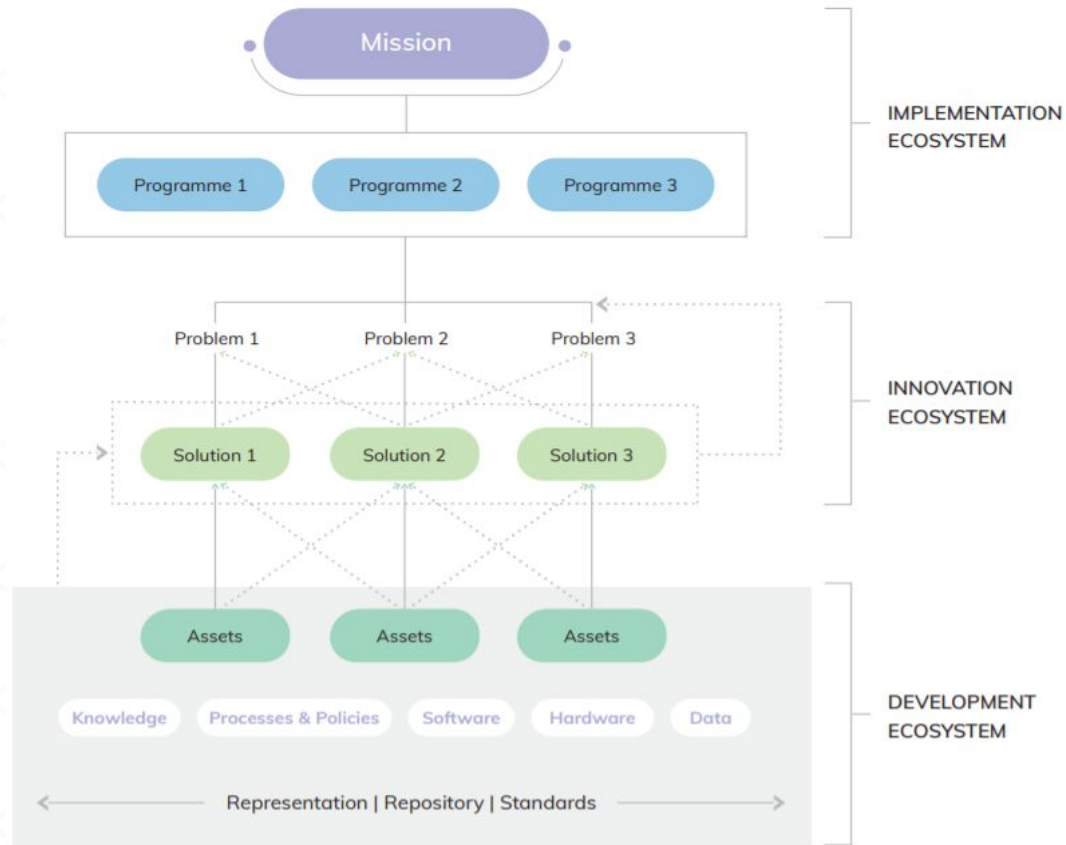 Mission
IMPLEMENTATION
ECOSYSTEM
Programme 1
Programme 2
Programme 3
Problem 1
Problem 2
Problem 3
INNOVATION
ECOSYSTEM
Solution 1
Solution 2
Solution 3
Assets
Assets
Assets
Knowledge
Processes & Policies
Software
Hardware
Data
DEVELOPMENT
ECOSYSTEM
Representation | Repository | Standards